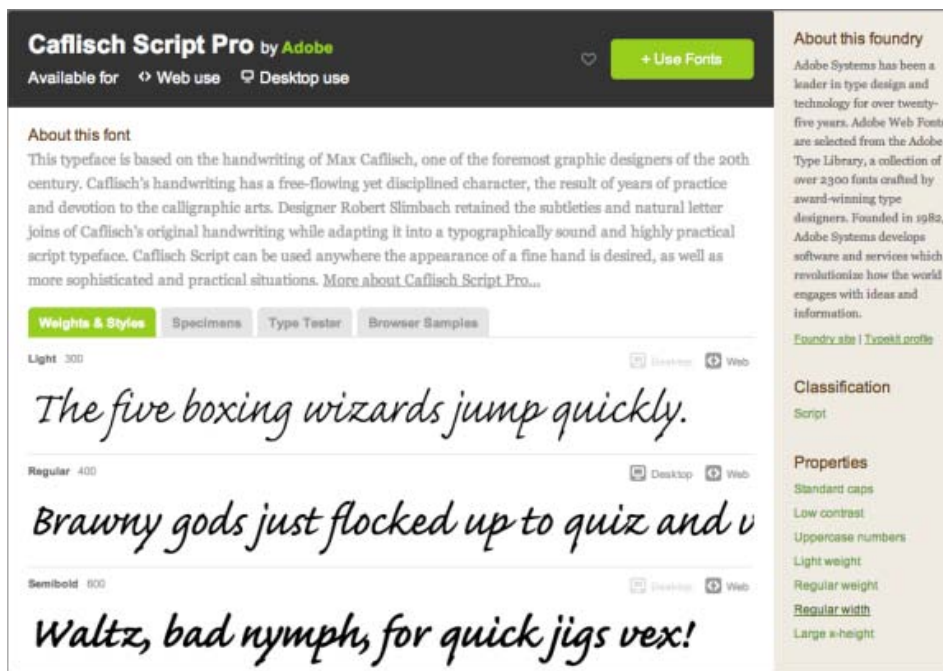 Caflisch Script Pro by Adobe
Available for Web use Desktop use
+ Use Fonts
About this font
This typeface is based on the handwriting of Max Caflisch, one of the foremost graphic designers of the 20th
century. Caflisch's handwriting has a free-flowing yet disciplined character, the result of years of practice
and devotion to the calligraphic arts. Designer Robert Slimbach retained the subtleties and natural letter
joins of Caflisch's original handwriting while adapting it into a typographically sound and highly practical
script typeface. Caflisch Script can be used anywhere the appearance of a fine hand is desired, as well as
more sophisticated and practical situations. More about Caflisch Script Pro...
Weights & Styles Specimens Type Tester Browser Samples
Light 300 Desktop Web
The five boxing wizards jump quickly.
Regular 400 Desktop Web
Brawny gods just flocked up to quiz and v
Semibold 600 Desktop Web
Waltz, bad nymph, for quick jigs vex!
About this foundry
Adobe Systems has been a
leader in type design and
technology for over twenty-
five years. Adobe Web Fonts
are selected from the Adobe
Type Library, a collection of
over 2300 fonts crafted by
award-winning type
designers. Founded in 1982,
Adobe Systems develops
software and services which
revolutionize how the world
engages with ideas and
information.
Foundry site | Typekit profile
Classification
Script
Properties
Standard caps
Low contrast
Uppercase numbers
Light weight
Regular weight
Regular width
Large x-height